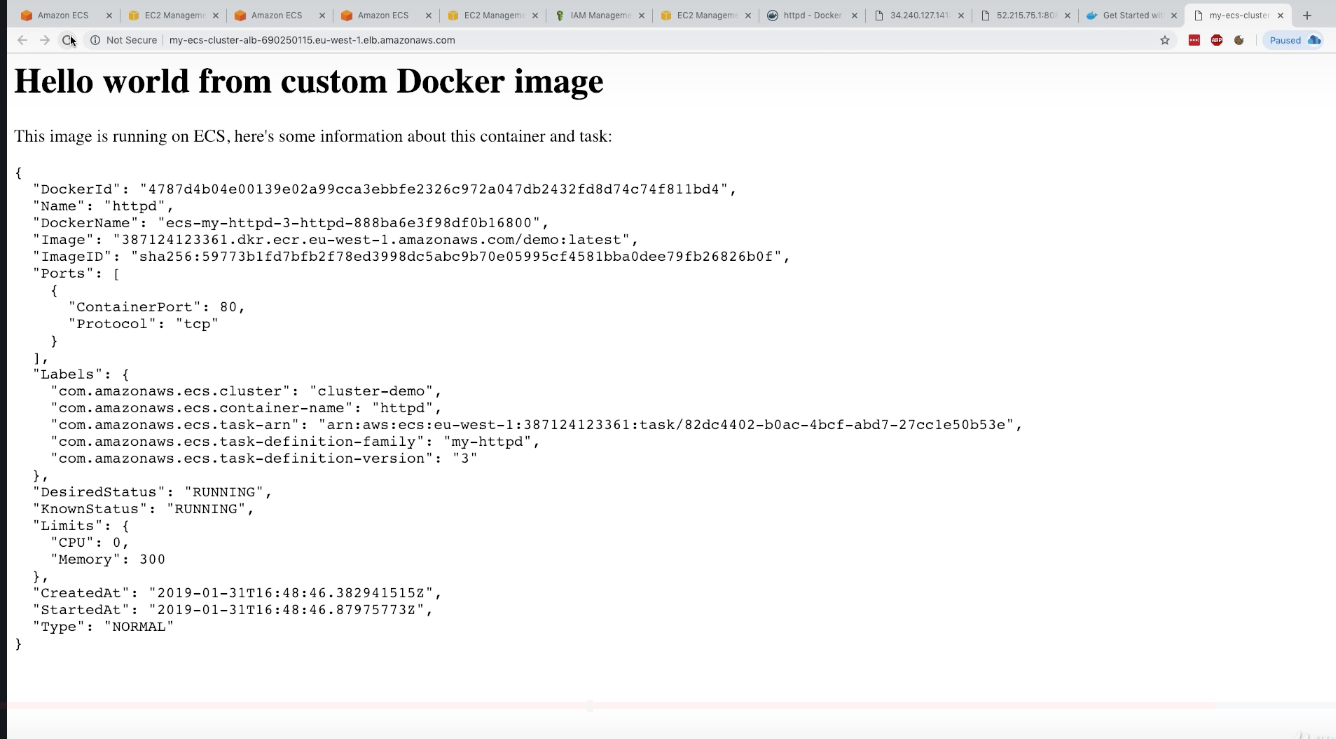 Amazon ECS
EC2 Manageme
Amazon ECS
Amazon ECS
EC2 Manageme
IAM Manageme
EC2 Manageme
httpd - Docker
34.240.127.141
52.215.75.1:80
Get Started wit
my-ecs-cluster
Not Secure my-ecs-cluster-alb-690250115.eu-west-1.elb.amazonaws.com
ABP
Paused
Hello world from custom Docker image
This image is running on ECS, here's some information about this container and task:
{
"DockerId": "4787d4b04e00139e02a99cca3ebbfe2326c972a047db2432fd8d74c74f811bd4",
"Name": "httpd",
"DockerName": "ecs-my-httpd-3-httpd-888ba6e3f98df0b16800",
"Image": "387124123361.dkr.ecr.eu-west-1.amazonaws.com/demo:latest",
"ImageID": "sha256:59773b1fd7bfb2f78ed3998dc5abc9b70e05995cf4581bba0dee79fb26826b0f",
"Ports": [
{
"ContainerPort": 80,
"Protocol": "tcp"
}
],
"Labels": {
"com.amazonaws.ecs.cluster": "cluster-demo",
"com.amazonaws.ecs.container-name": "httpd",
"com.amazonaws.ecs.task-arn": "arn:aws:ecs:eu-west-1:387124123361:task/82dc4402-b0ac-4bcf-abd7-27cc1e50b53e",
"com.amazonaws.ecs.task-definition-family": "my-httpd",
"com.amazonaws.ecs.task-definition-version": "3"
},
"DesiredStatus": "RUNNING",
"KnownStatus": "RUNNING",
"Limits": {
"CPU": 0,
"Memory": 300
},
"CreatedAt": "2019-01-31T16:48:46.382941515Z",
"StartedAt": "2019-01-31T16:48:46.87975773Z",
"Type": "NORMAL"
}